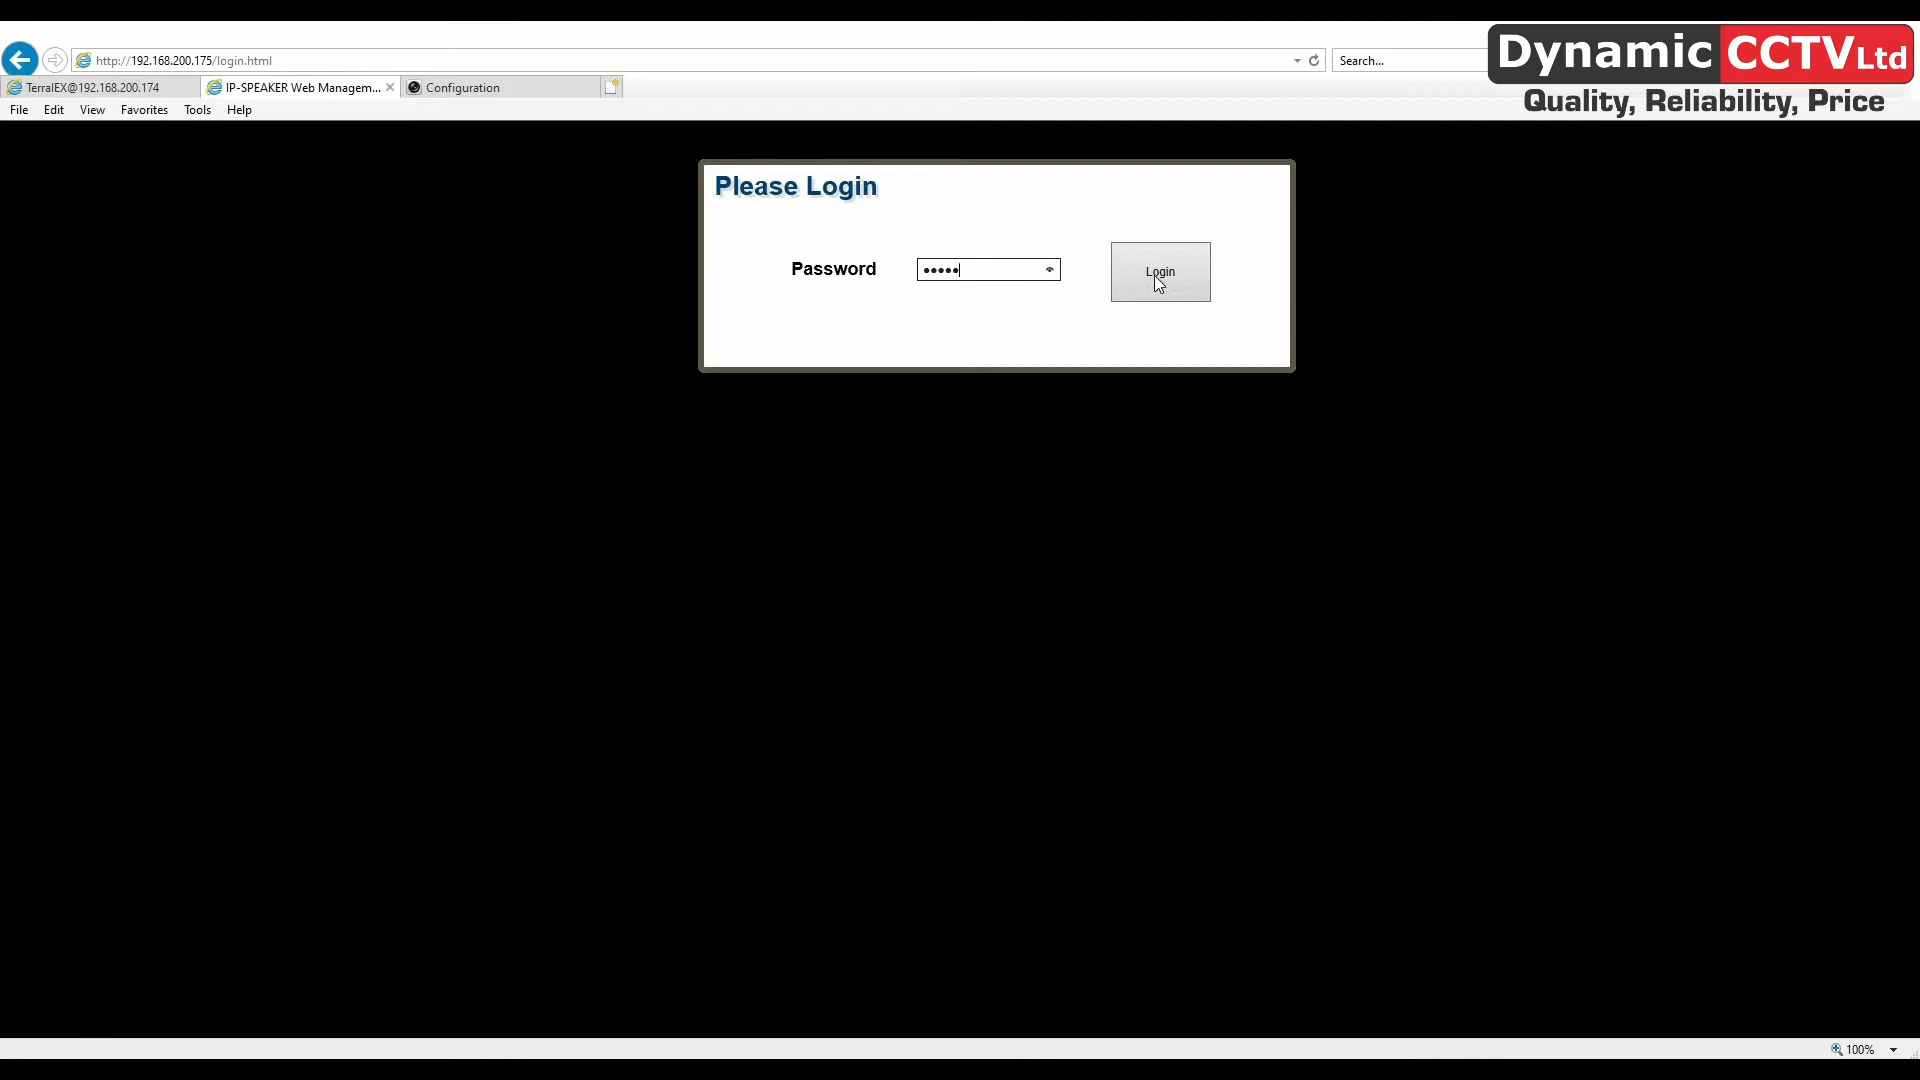 Dynamic CCTV Ltd
Quality, Reliability, Price
http://192.168.200.175/login.html
Search...
TerralEX@192.168.200.174
IP-SPEAKER Web Managem...
Configuration
File Edit View Favorites Tools Help
Please Login
Password
•••••
Login
100%